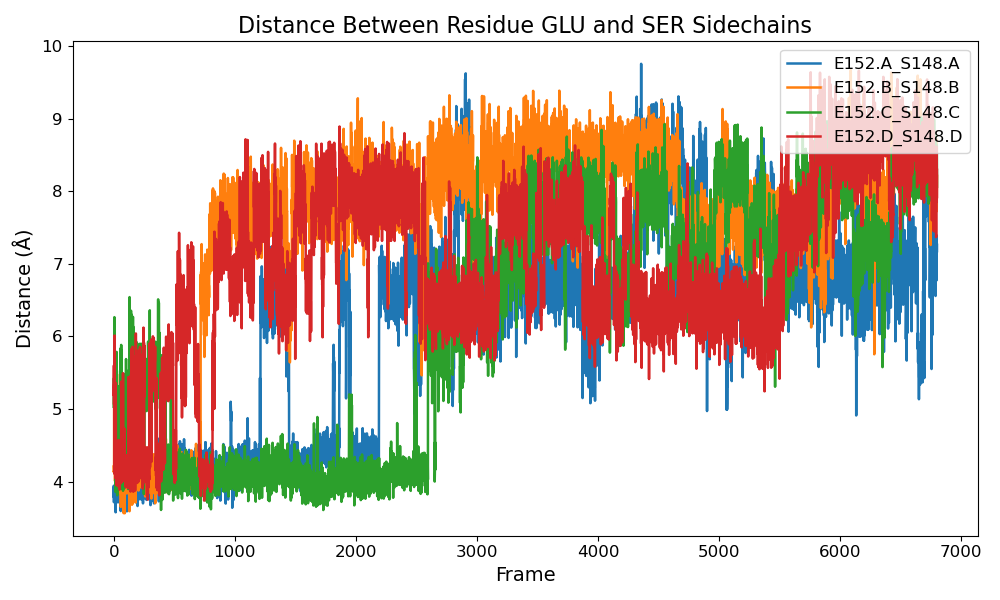 Distance Between Residue GLU and SER Sidechains
10
9
8
7
6
5
4
Distance (Å)
E152.A_S148.A
E152.B_S148.B
E152.C_S148.C
E152.D_S148.D
0 1000 2000 3000 4000 5000 6000 7000
Frame